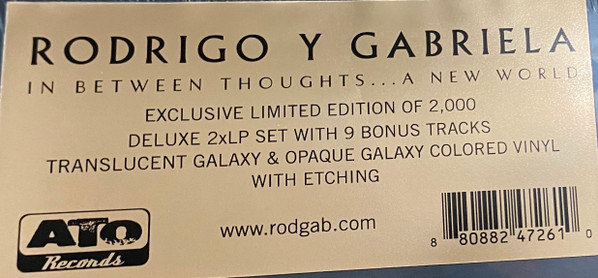 RODRIGO Y GABRIELA
IN BETWEEN THOUGHTS...A NEW WORLD
EXCLUSIVE LIMITED EDITION OF 2,000
DELUXE 2xLP SET WITH 9 BONUS TRACKS
TRANSLUCENT GALAXY & OPAQUE GALAXY COLORED VINYL
WITH ETCHING
www.rodgab.com
ATO
Records
8 80882 47261 0